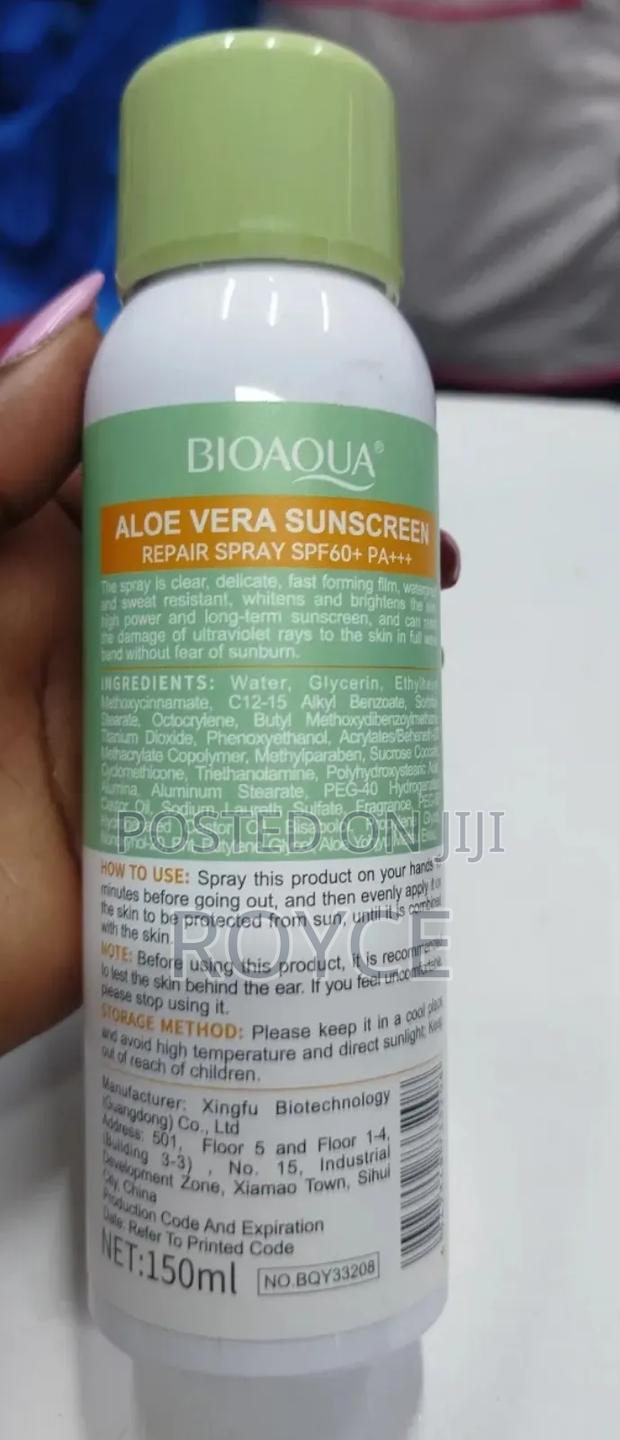 BIOAQUA®
ALOE VERA SUNSCREEN
REPAIR SPRAY SPF60+ PA+++
The spray is clear, delicate, fast forming film,
and sweat resistant, whitens and brightens the
high power and long-term sunscreen, and can
the damage of ultraviolet rays to the skin in full
band without fear of sunburn.
INGREDIENTS: Water, Glycerin,
Methoxycinnamate, C12-15 Alkyl Benzoate,
Stearate, Octocrylene, Butyl
Titanium Dioxide, Phenoxyethanol,
Methacrylate Copolymer, Methylparaben, Sucrose
Cyclomethicone, Triethanolamine,
Alumina, Aluminum Stearate, PEG-40
Castor Oil, Sodium Laureth Sulfate, Fragrance,
POSTED ON JIJI
HOW TO USE: Spray this product on your hands
minutes before going out, and then evenly apply it
the skin to be protected from sun, until it is
with the skin.
ROYCE
NOTE: Before using this product, it is
to test the skin behind the ear. If you feel
please stop using it.
STORAGE METHOD: Please keep it in a cool
and avoid high temperature and direct sunlight;
out of reach of children.
Manufacturer: Xingfu Biotechnology
(Guangdong) Co., Ltd
Address: 501, Floor 5 and Floor 1-4,
(Building 3-3) , No. 15, Industrial
Development Zone, Xiamao Town, Sihui
City, China
Production Code And Expiration
Date: Refer To Printed Code
NET:150ml
NO.BQY33208